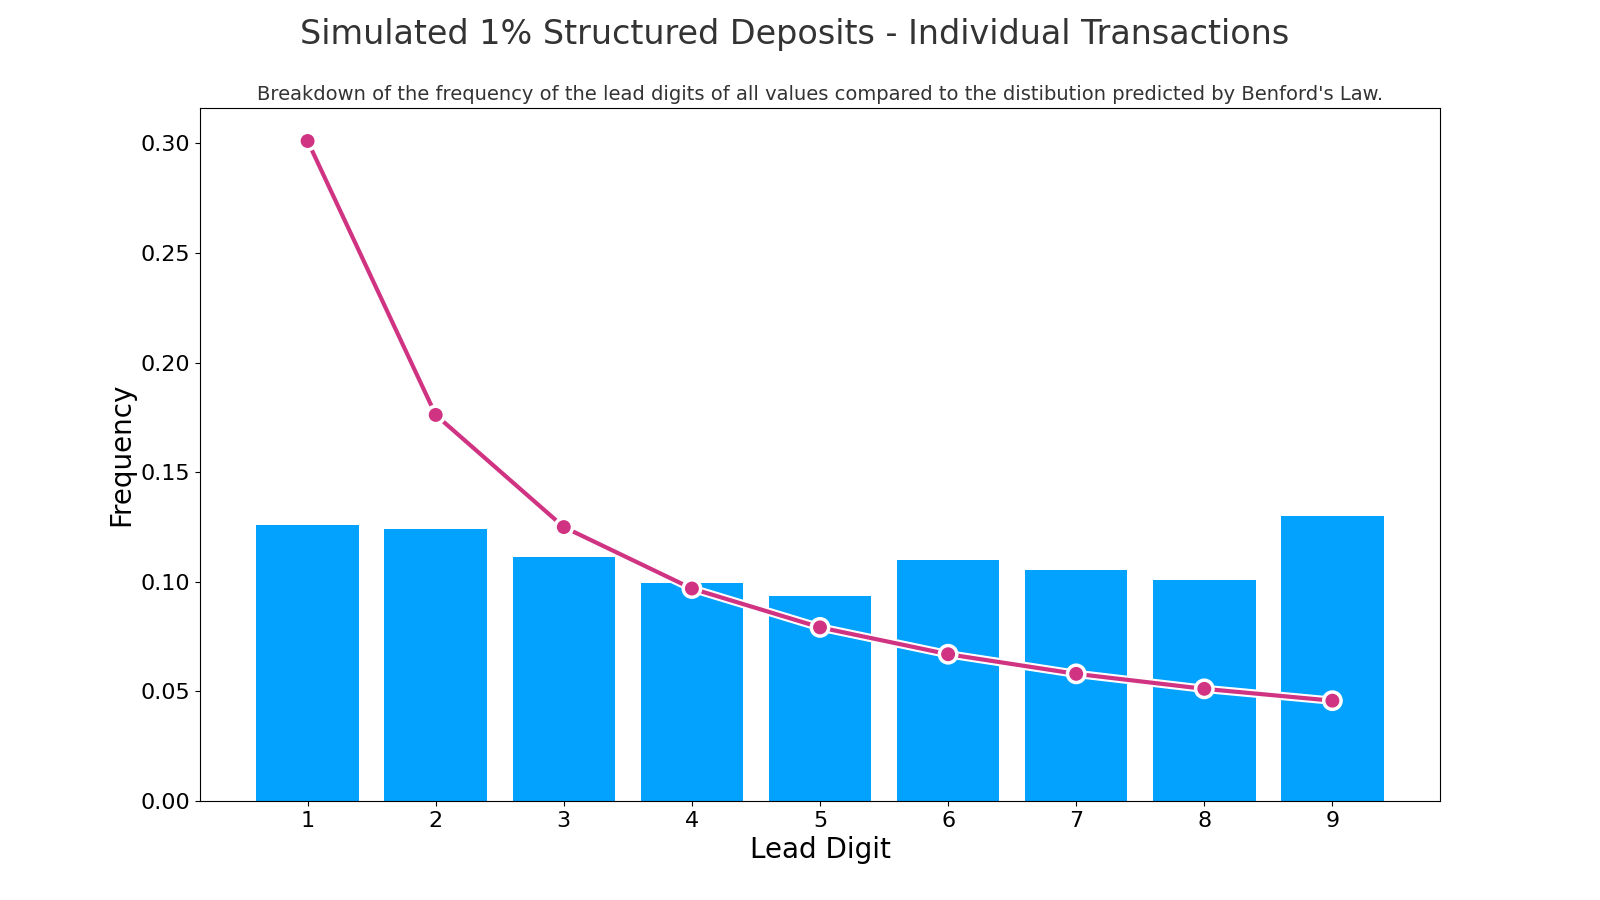 Simulated 1% Structured Deposits - Individual Transactions
Breakdown of the frequency of the lead digits of all values compared to the distibution predicted by Benford's Law.
Frequency
0.30
0.25
0.20
0.15
0.10
0.05
0.00
1 2 3 4 5 6 7 8 9
Lead Digit